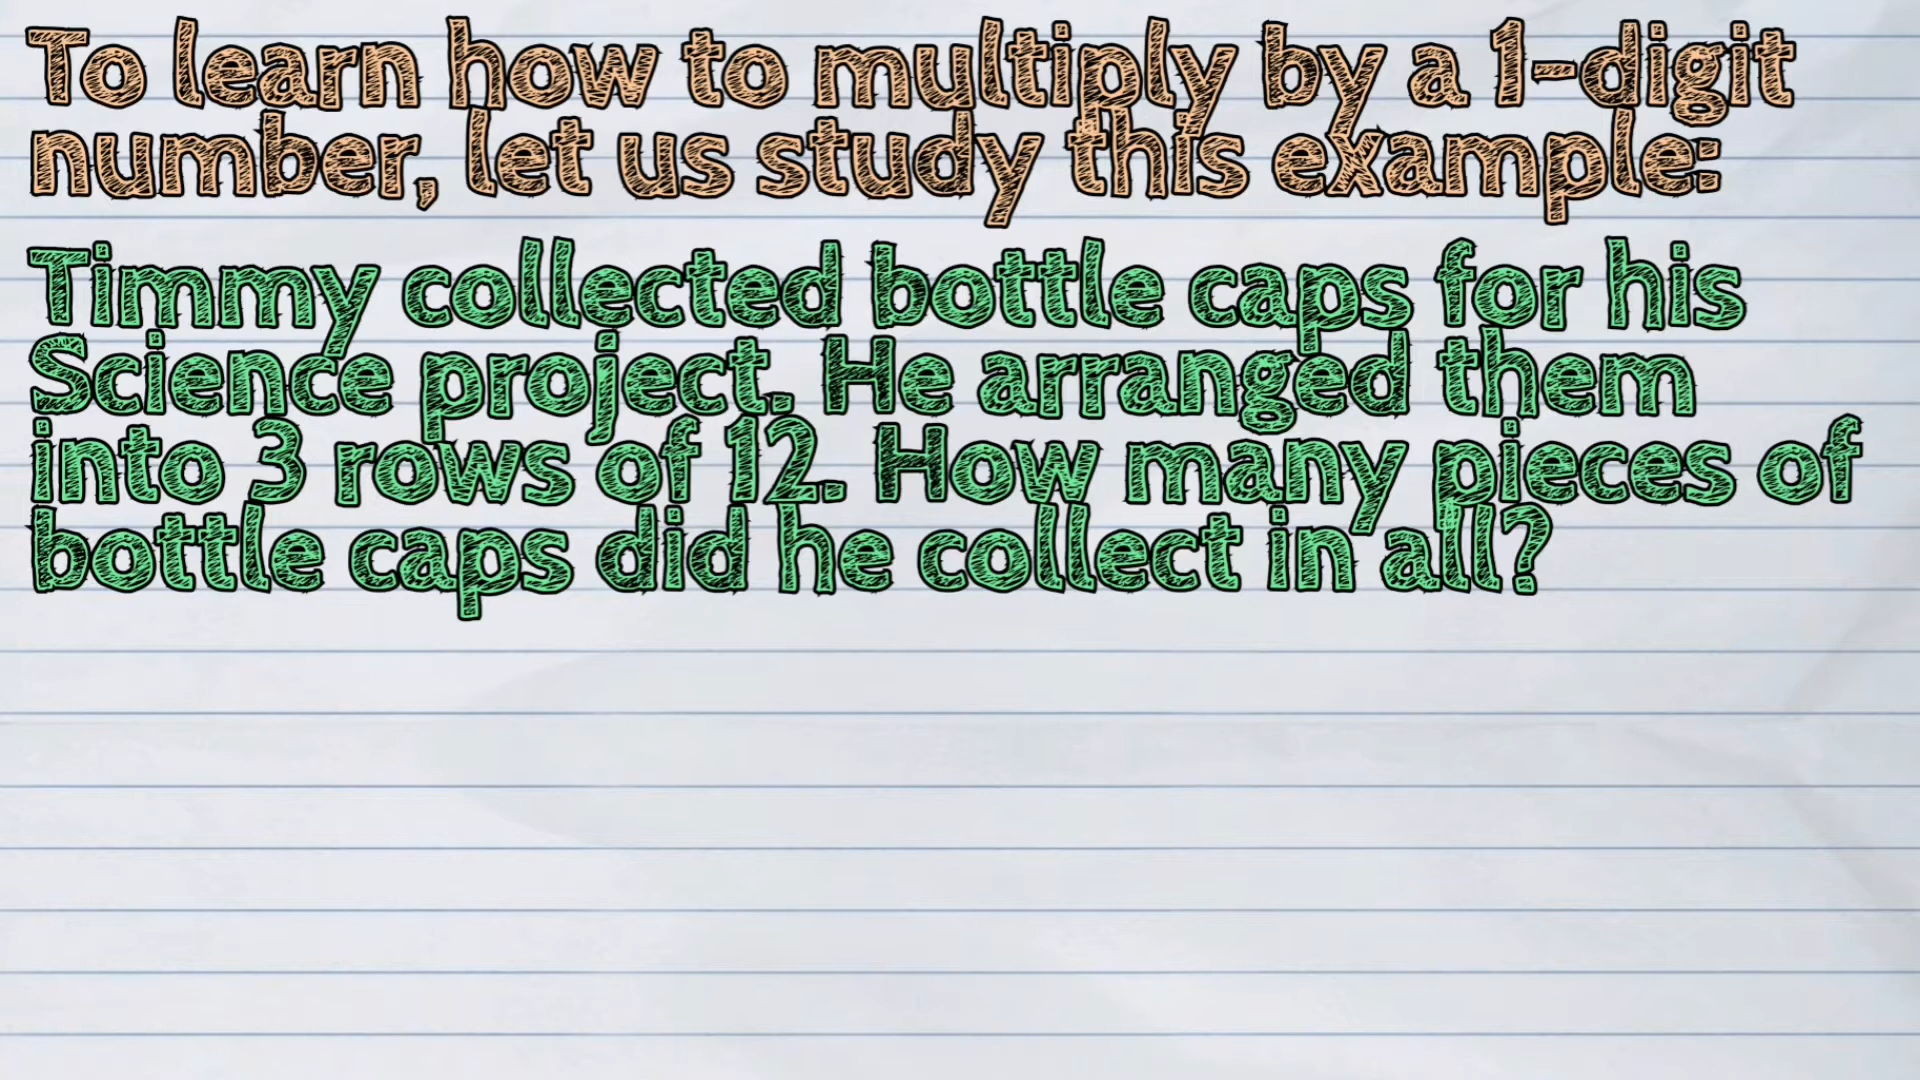 To learn how to multiply by a 1-digit
number, let us study this example:
Timmy collected bottle caps for his
Science project. He arranged them
into 3 rows of 12. How many pieces of
bottle caps did he collect in all?